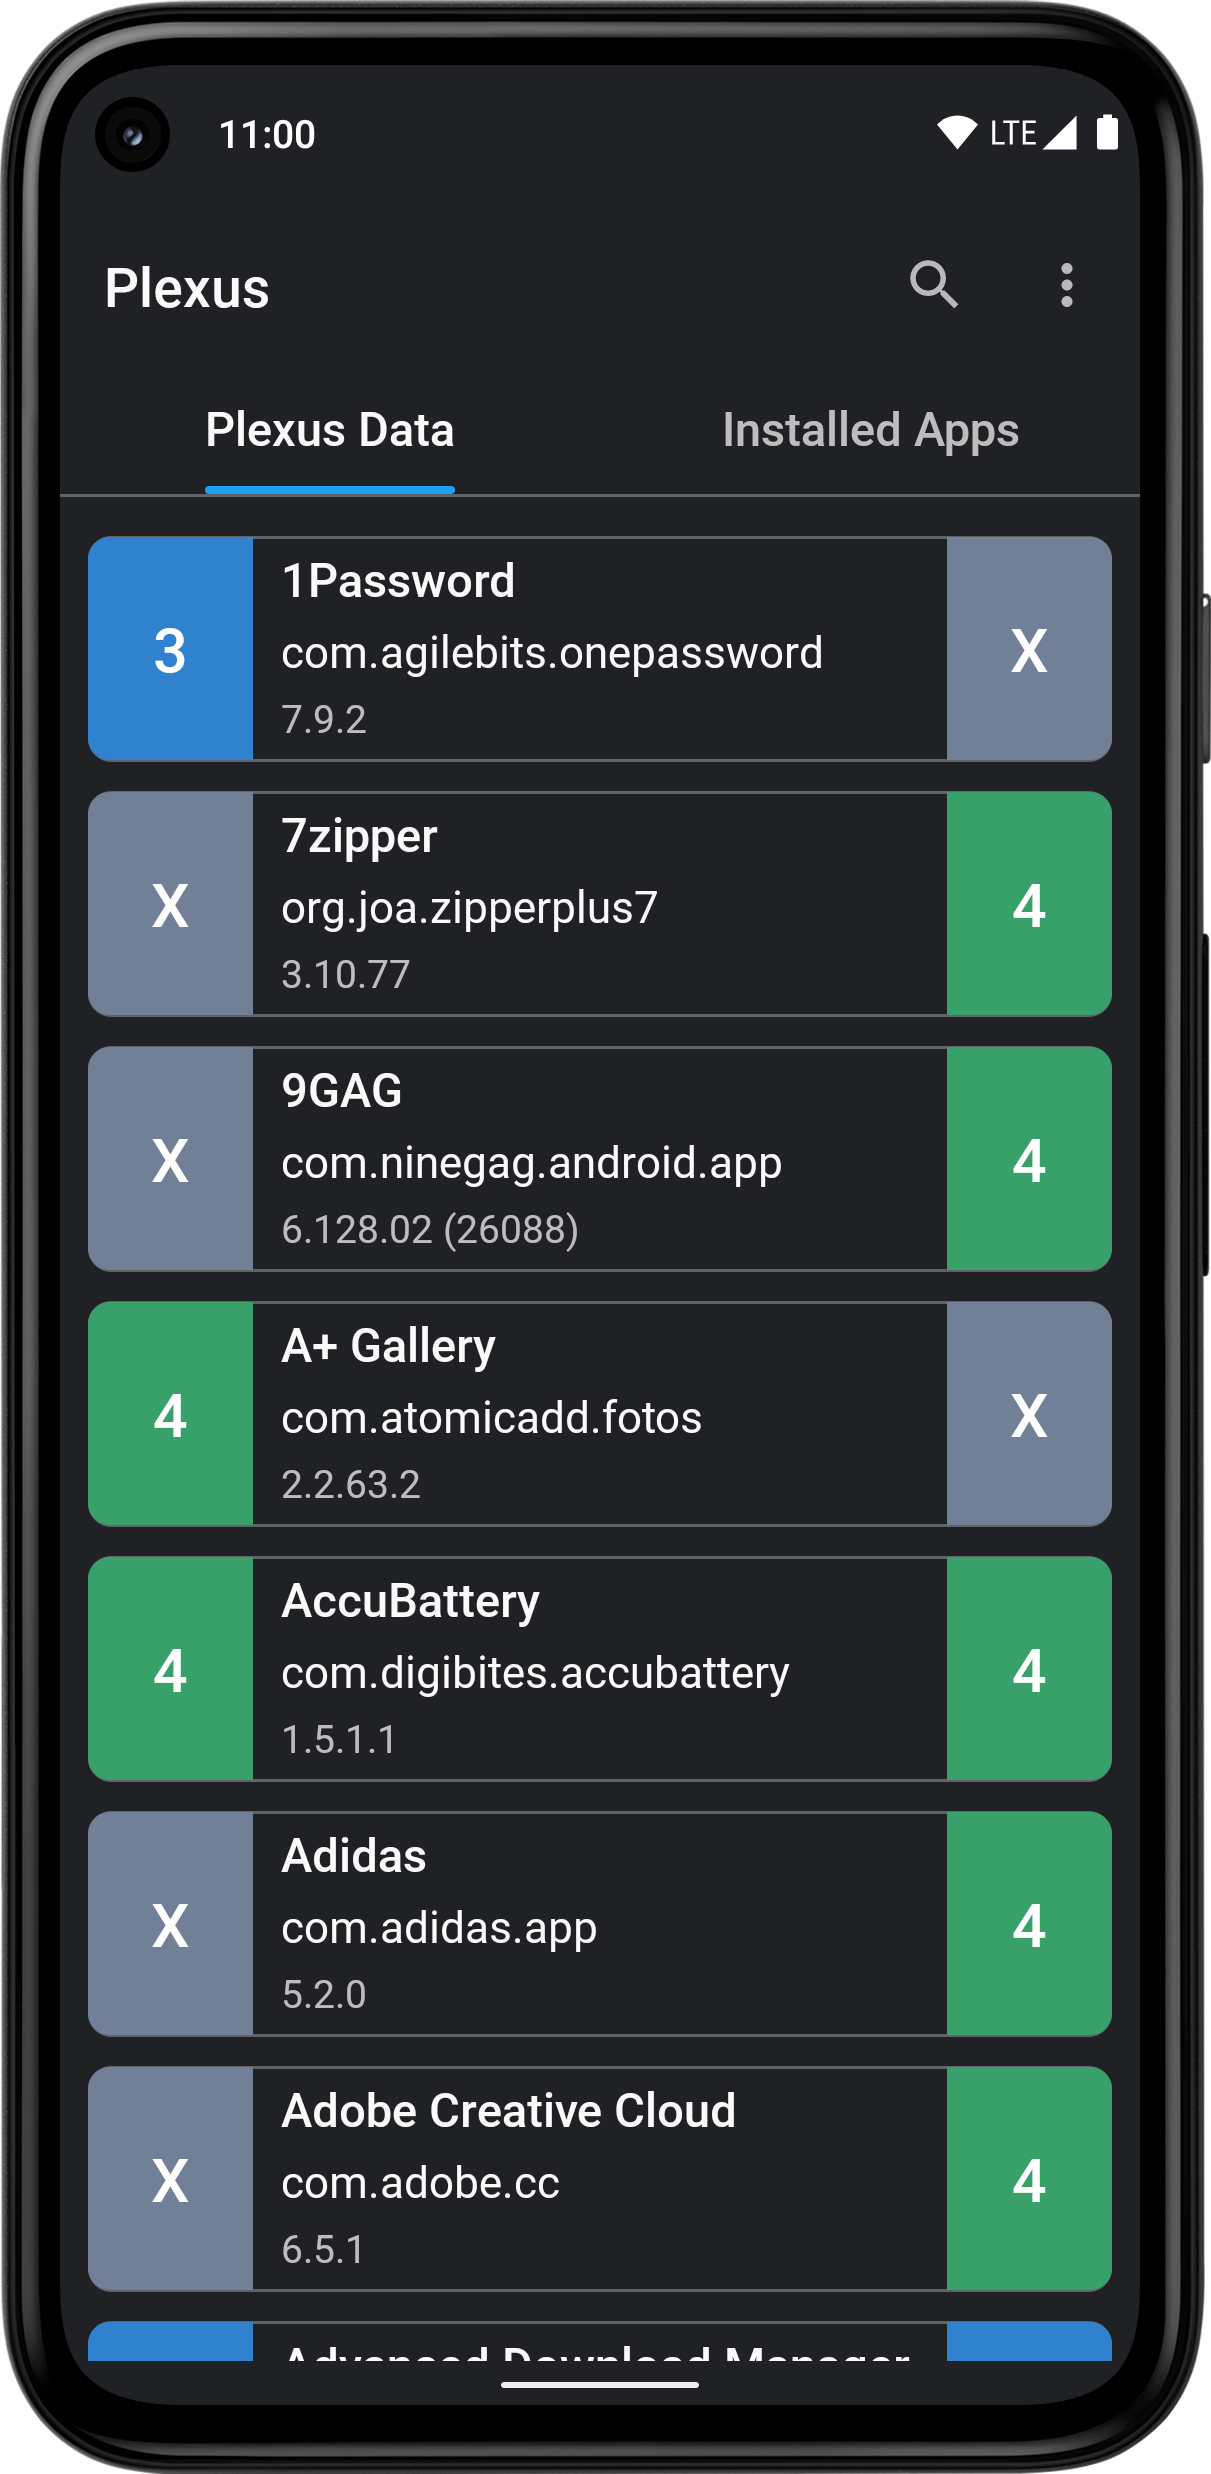 11:00 LTE
Plexus
Plexus Data Installed Apps
1Password
3 com.agilebits.onepassword X
7.9.2
7zipper
X org.joa.zipperplus7 4
3.10.77
9GAG
X com.ninegag.android.app 4
6.128.02 (26088)
A+ Gallery
4 com.atomicadd.fotos X
2.2.63.2
AccuBattery
4 com.digibites.accubattery 4
1.5.1.1
Adidas
X com.adidas.app 4
5.2.0
Adobe Creative Cloud
X com.adobe.cc 4
6.5.1
Advanced Download Manager